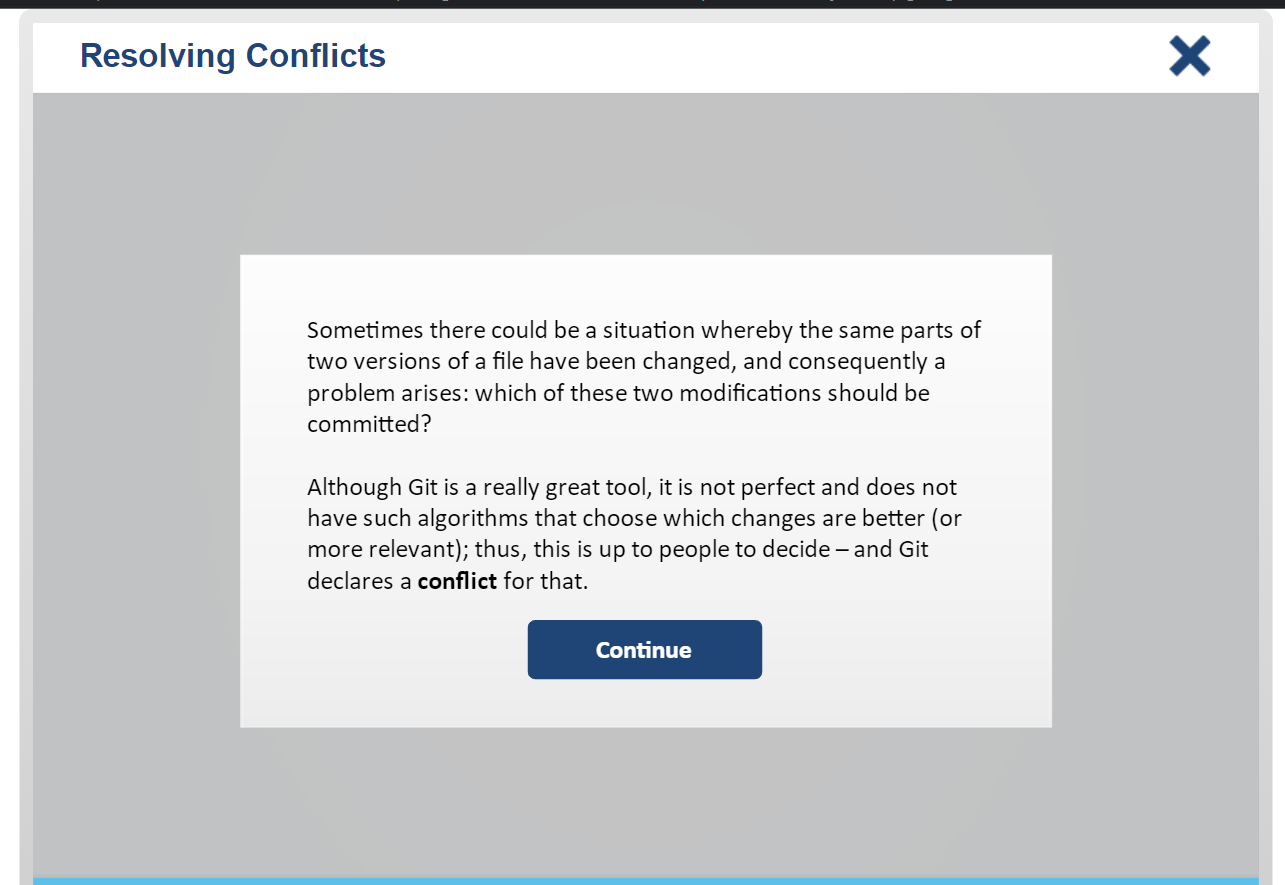 Resolving Conflicts
Sometimes there could be a situation whereby the same parts of
two versions of a file have been changed, and consequently a
problem arises: which of these two modifications should be
committed?
Although Git is a really great tool, it is not perfect and does not
have such algorithms that choose which changes are better (or
more relevant); thus, this is up to people to decide – and Git
declares a conflict for that.
Continue